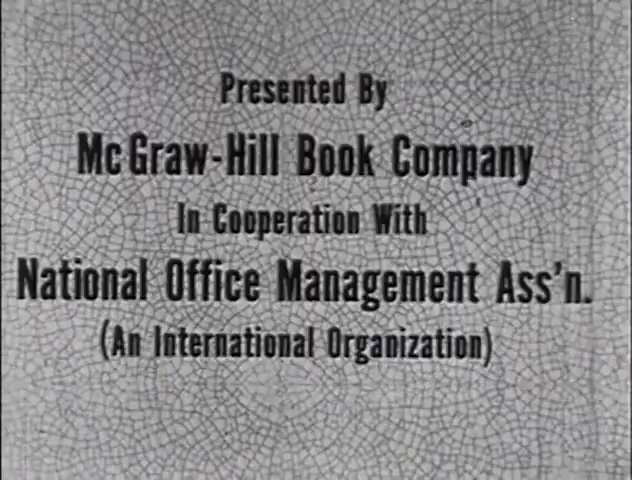 Presented By
McGraw-Hill Book Company
In Cooperation With
National Office Management Ass'n.
(An International Organization)